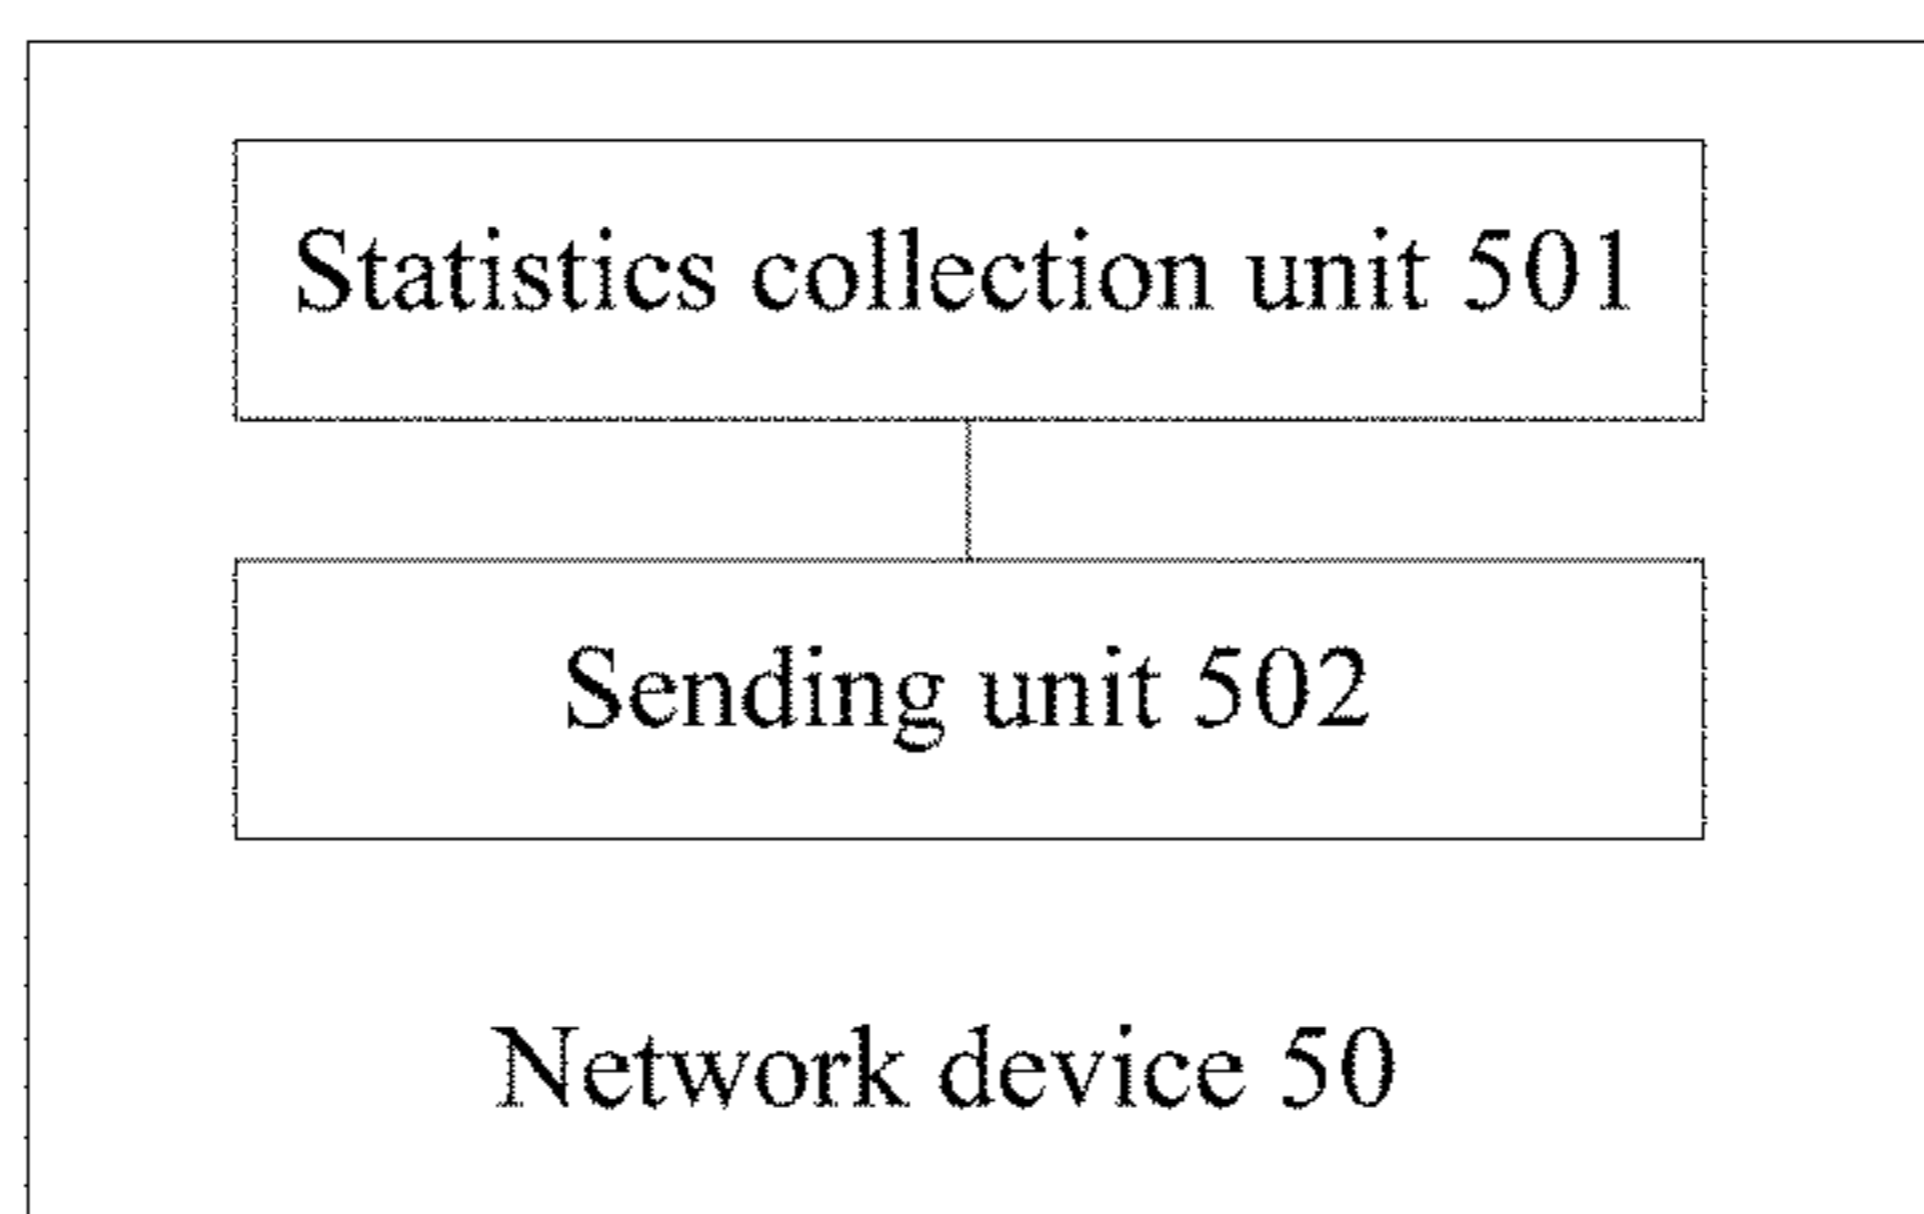 Statistics collection unit 501
Sending unit 502
Network device 50